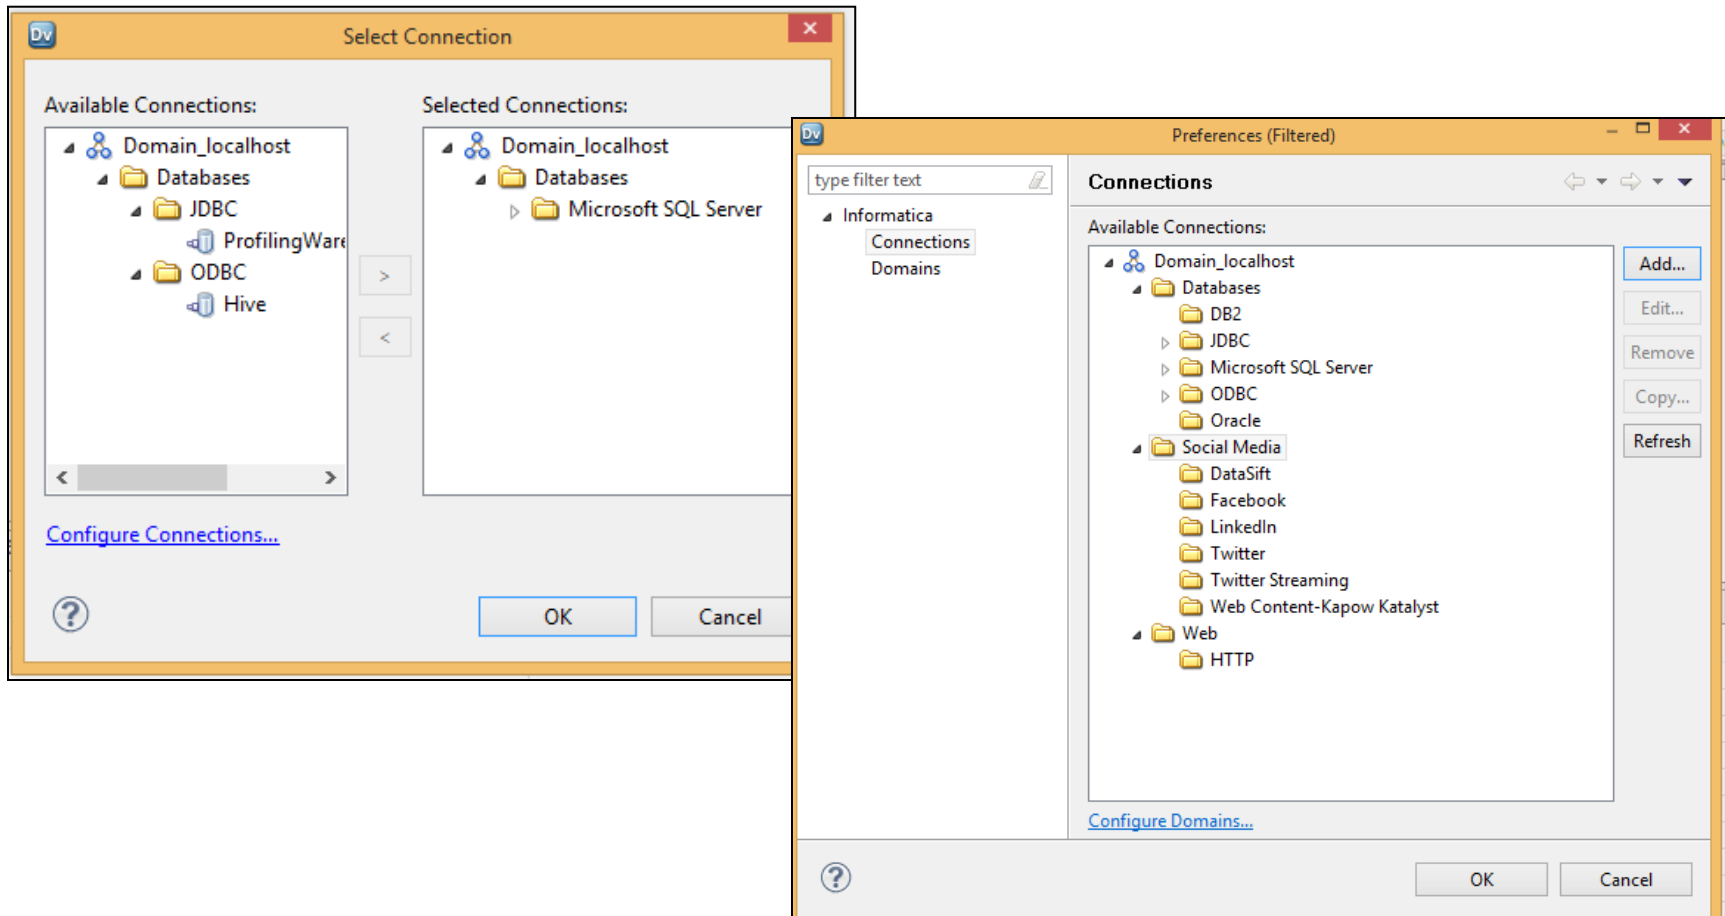 Dv
Select Connection
Available Connections:
Domain_localhost
Databases
JDBC
ProfilingWare
ODBC
Hive
>
<
Selected Connections:
Domain_localhost
Databases
Microsoft SQL Server
Configure Connections...
?
OK
Cancel
Dv
Preferences (Filtered)
type filter text
Informatica
Connections
Domains
Connections
Available Connections:
Domain_localhost
Databases
DB2
JDBC
Microsoft SQL Server
ODBC
Oracle
Social Media
DataSift
Facebook
LinkedIn
Twitter
Twitter Streaming
Web Content-Kapow Katalyst
Web
HTTP
Add...
Edit...
Remove
Copy...
Refresh
Configure Domains...
?
OK
Cancel